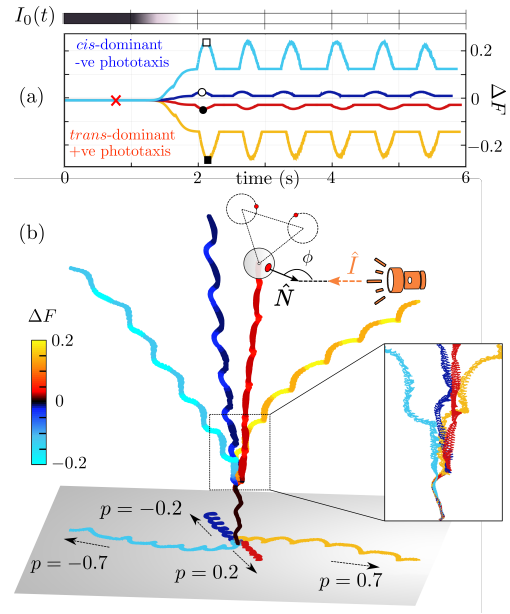 I₀(t)
cis-dominant
-ve phototaxis
(a)
trans-dominant
+ve phototaxis
0.2
0
−0.2
ΔF
0
2
4
6
time (s)
(b)
ϕ
N̂
Î
ΔF
0.2
0
−0.2
p = −0.2
p = −0.7
p = 0.2
p = 0.7